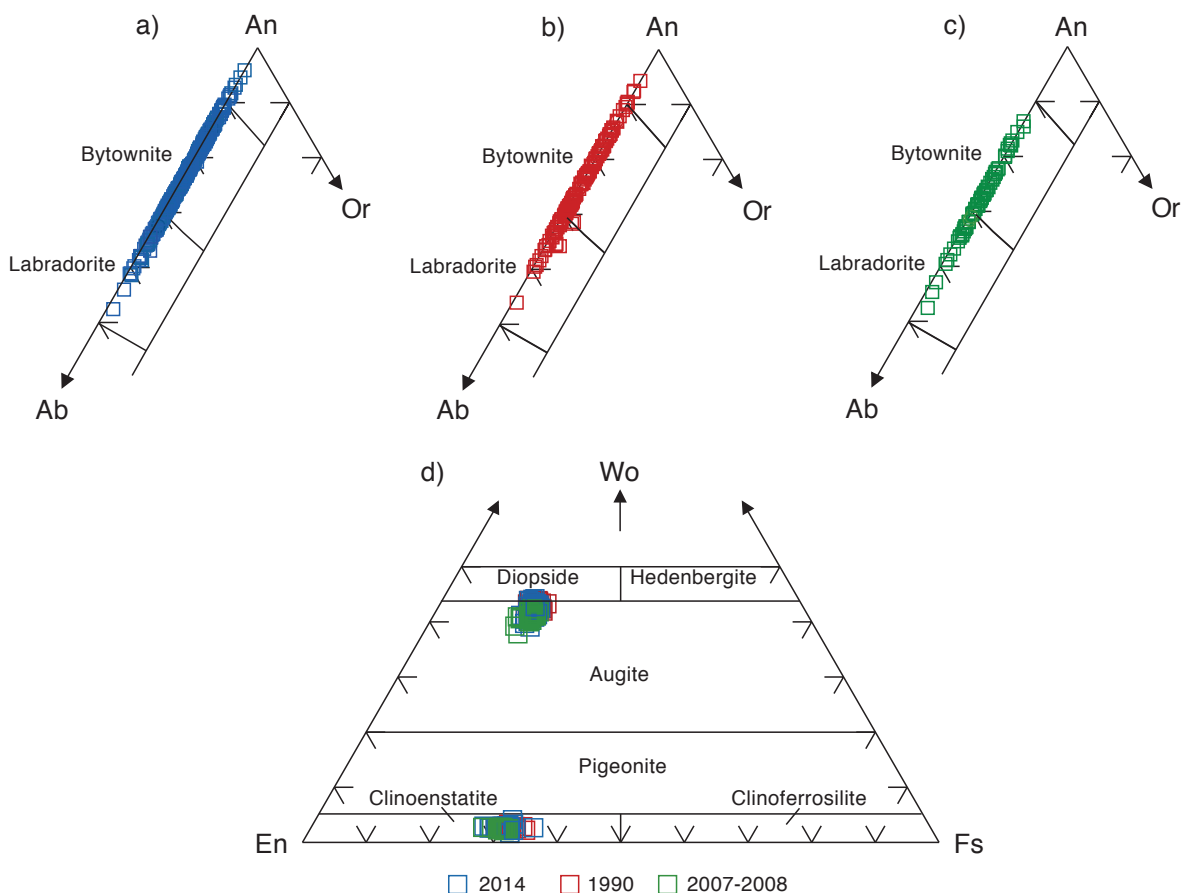 a)
An
Bytownite
Or
Labradorite
Ab
b)
An
Bytownite
Or
Labradorite
Ab
c)
An
Bytownite
Or
Labradorite
Ab
d)
Wo
Diopside Hedenbergite
Augite
Pigeonite
Clinoenstatite Clinoferrosilite
En Fs
2014 1990 2007-2008